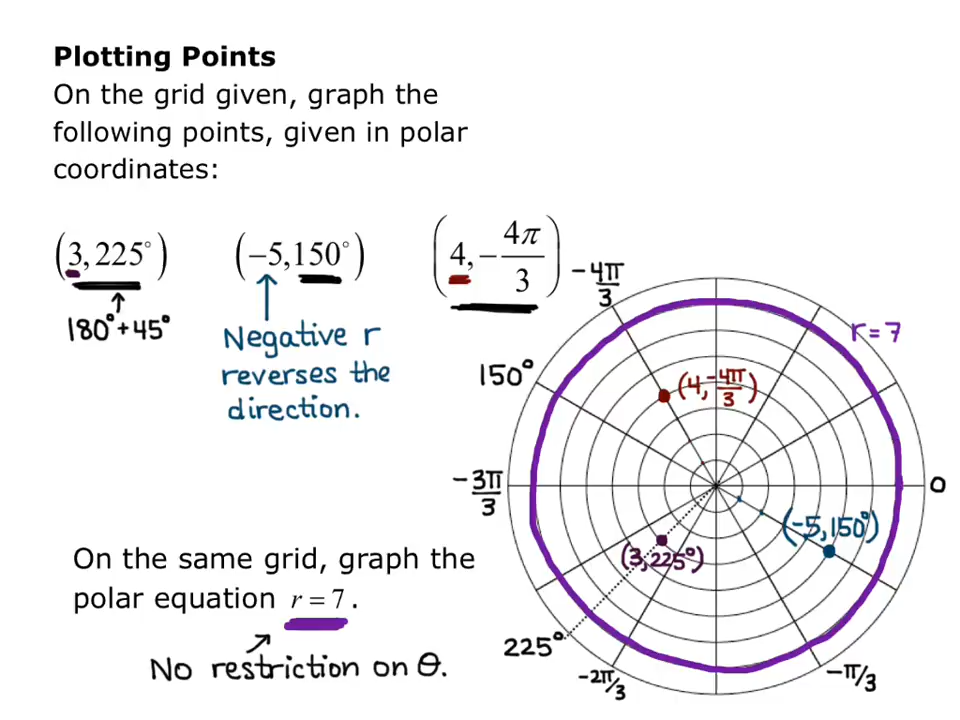 Plotting Points
On the grid given, graph the
following points, given in polar
coordinates:
(3, 225°) (−5, 150°) (4, −4π/3)
180° + 45°
Negative r
reverses the
direction.
−4π/3
r = 7
150°
(4, −4π/3)
−3π/3
0
(−5, 150°)
(3, 225°)
On the same grid, graph the
polar equation r = 7.
225°
No restriction on θ.
−2π/3
−π/3